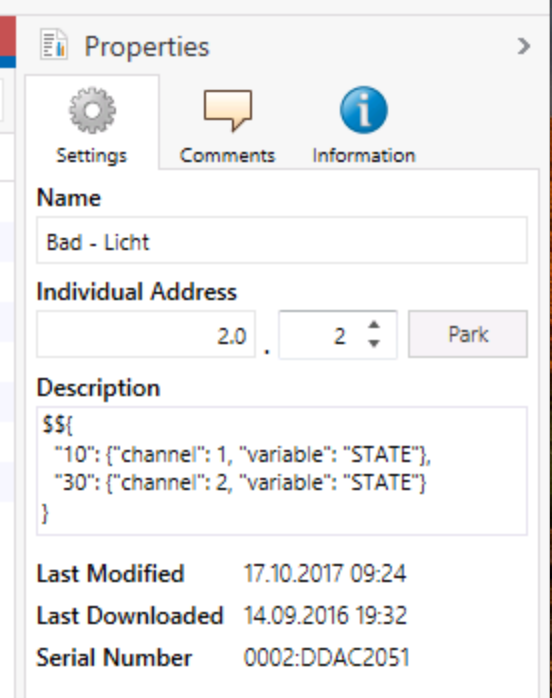 Properties
Settings
Comments
Information
Name
Bad - Licht
Individual Address
2.0 . 2 Park
Description
$${
"10": {"channel": 1, "variable": "STATE"},
"30": {"channel": 2, "variable": "STATE"}
}
Last Modified 17.10.2017 09:24
Last Downloaded 14.09.2016 19:32
Serial Number 0002:DDAC2051